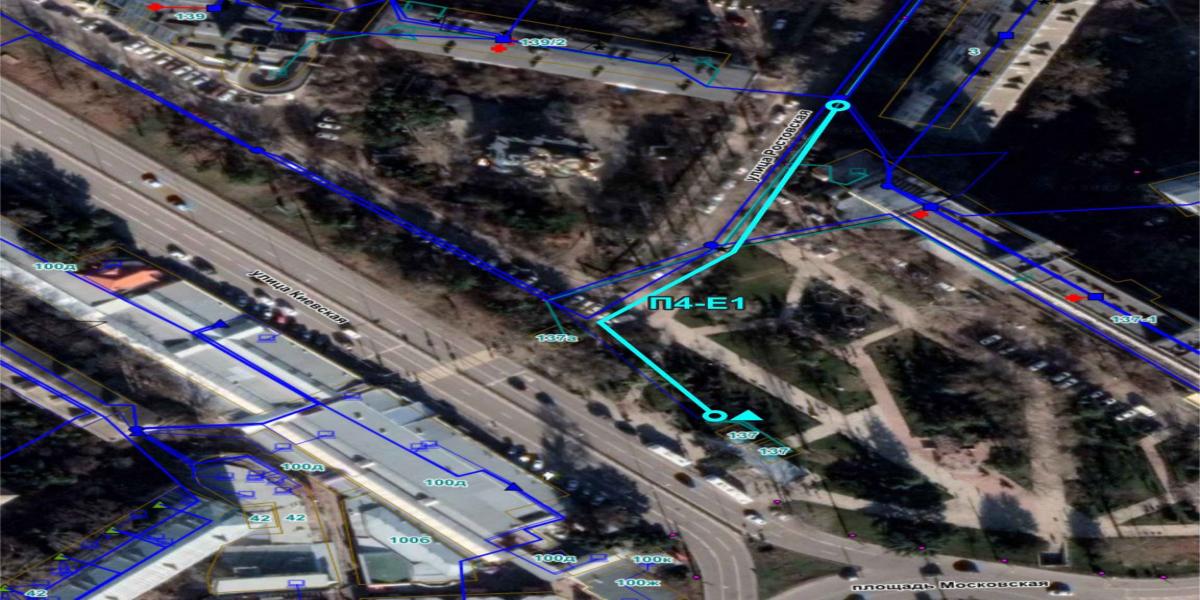 139
139/2
3
улица Ростовская
100д
улица Киевская
П4-Е1
137а
137-1
137
137
100д
100д
42
42
100б
100д
100к
100ж
42
площадь Московская